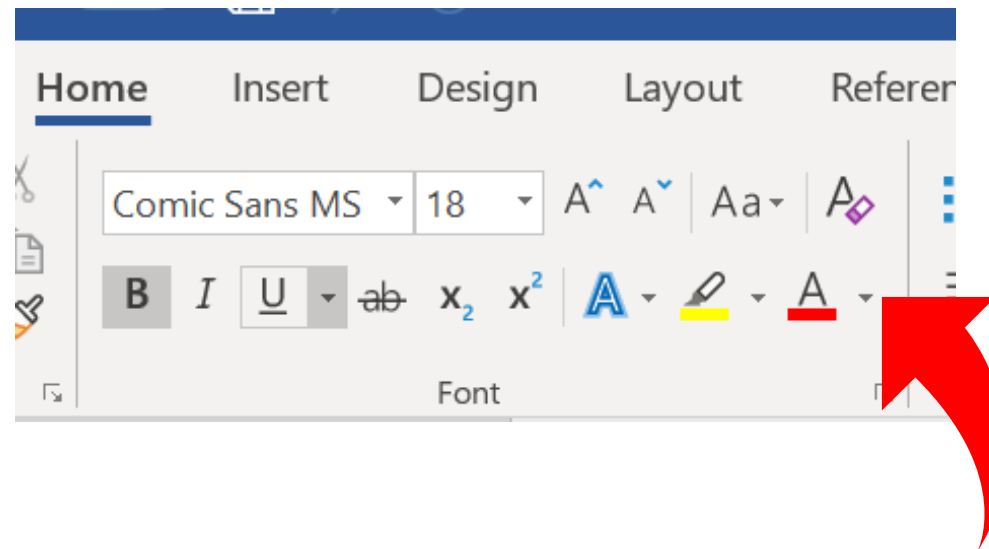 Home Insert Design Layout Referen
Comic Sans MS 18 A A Aa A
B I U ab x₂ x² A A
Font